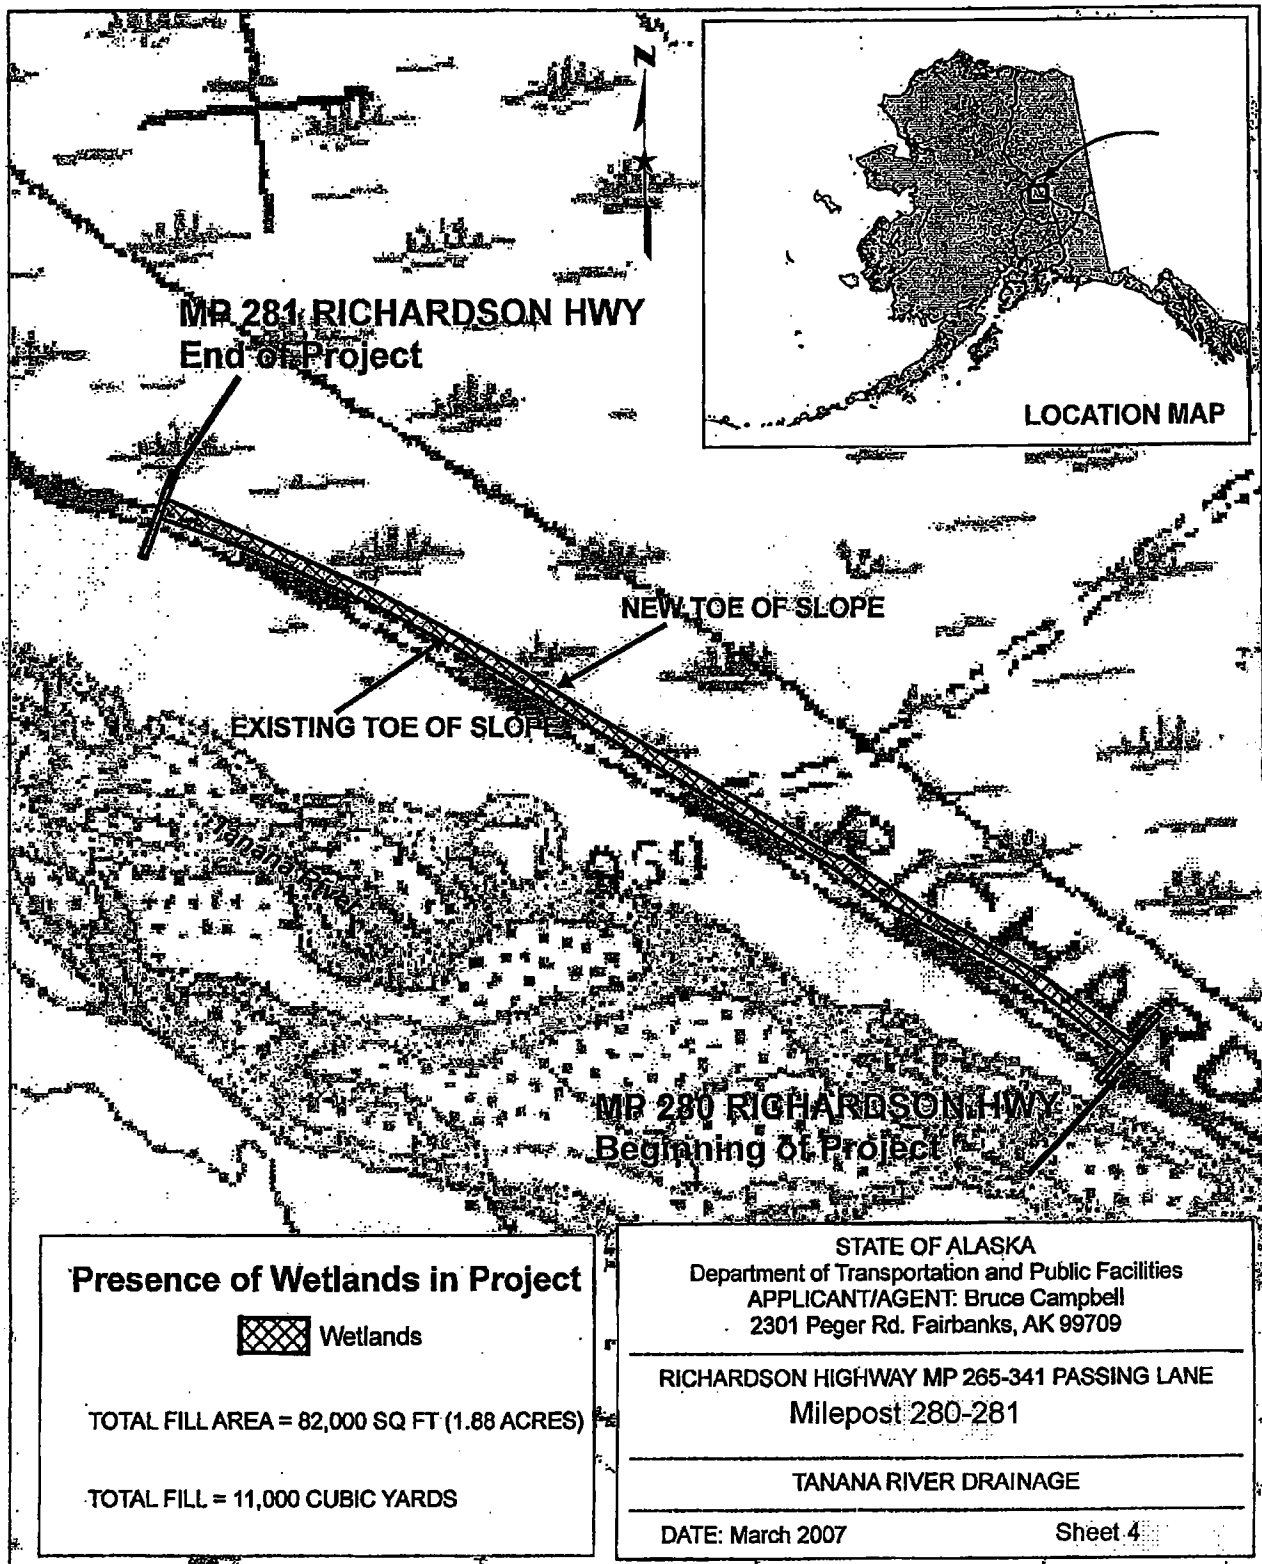 N
LOCATION MAP
MP 281 RICHARDSON HWY
End of Project
NEW TOE OF SLOPE
EXISTING TOE OF SLOPE
Tanana River
MP 280 RICHARDSON HWY
Beginning of Project
Presence of Wetlands in Project
Wetlands
TOTAL FILL AREA = 82,000 SQ FT (1.88 ACRES)
TOTAL FILL = 11,000 CUBIC YARDS
STATE OF ALASKA
Department of Transportation and Public Facilities
APPLICANT/AGENT: Bruce Campbell
2301 Peger Rd. Fairbanks, AK 99709
RICHARDSON HIGHWAY MP 265-341 PASSING LANE
Milepost 280-281
TANANA RIVER DRAINAGE
DATE: March 2007
Sheet 4